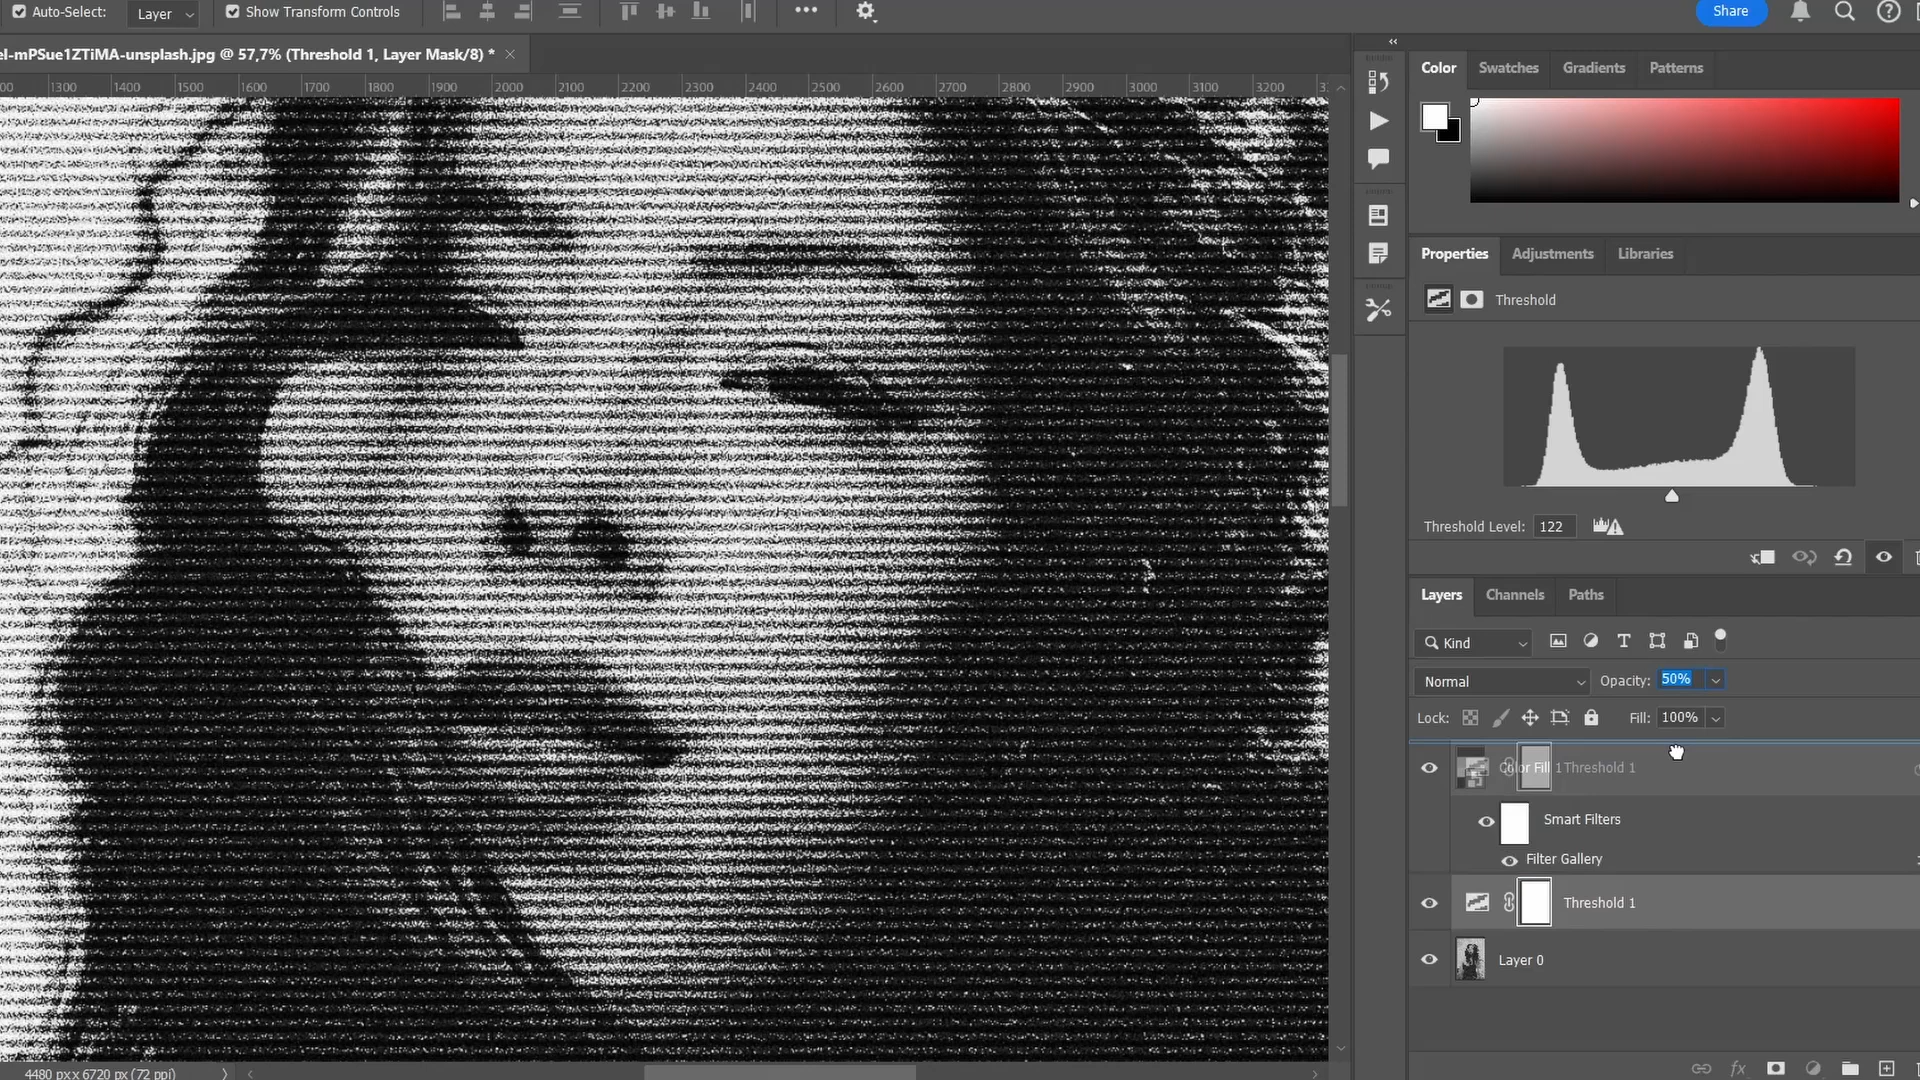 Auto-Select: Layer Show Transform Controls Share
el-mPSue1ZTiMA-unsplash.jpg @ 57,7% (Threshold 1, Layer Mask/8) *
00 1300 1400 1500 1600 1700 1800 1900 2000 2100 2200 2300 2400 2500 2600 2700 2800 2900 3000 3100 3200
Color Swatches Gradients Patterns
Properties Adjustments Libraries
Threshold
Threshold Level: 122
Layers Channels Paths
Kind
Normal Opacity: 50%
Lock: Fill: 100%
Color Fill 1 Threshold 1
Smart Filters
Filter Gallery
Threshold 1
Layer 0
4480 px x 6720 px (72 ppi)